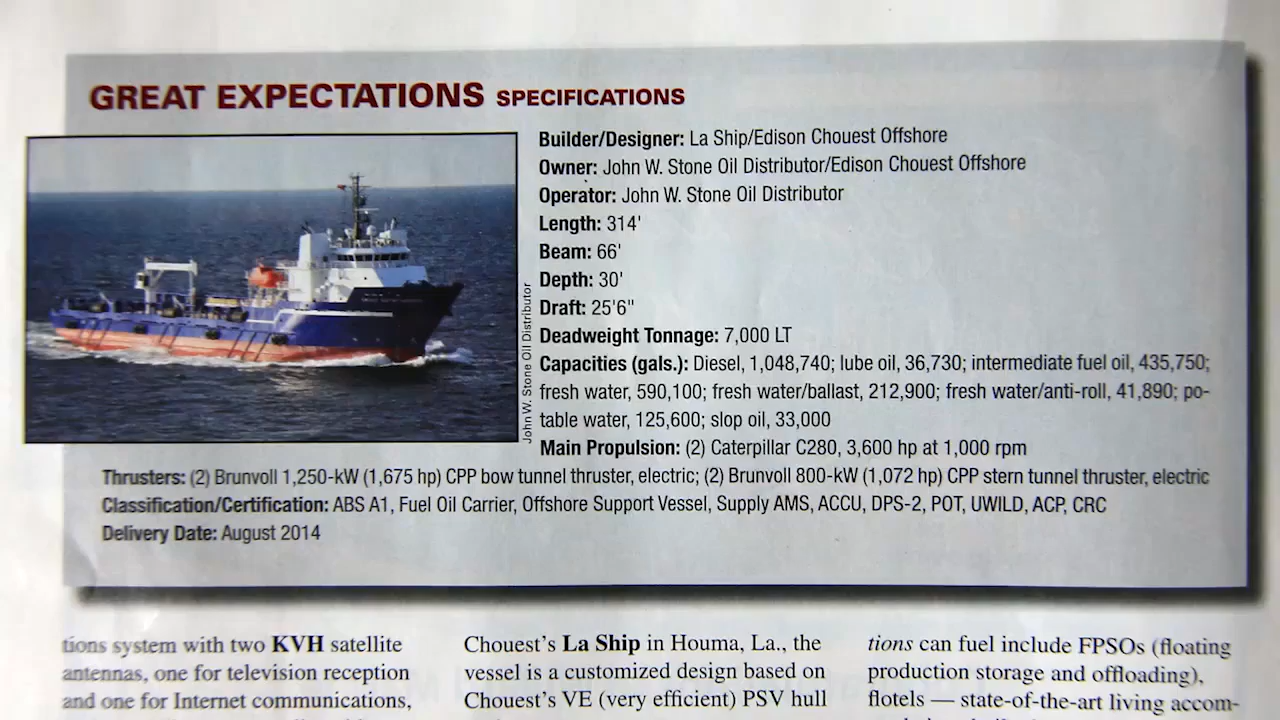 GREAT EXPECTATIONS SPECIFICATIONS
Builder/Designer: La Ship/Edison Chouest Offshore
Owner: John W. Stone Oil Distributor/Edison Chouest Offshore
Operator: John W. Stone Oil Distributor
Length: 314'
Beam: 66'
Depth: 30'
Draft: 25'6"
Deadweight Tonnage: 7,000 LT
Capacities (gals.): Diesel, 1,048,740; lube oil, 36,730; intermediate fuel oil, 435,750;
fresh water, 590,100; fresh water/ballast, 212,900; fresh water/anti-roll, 41,890; po-
table water, 125,600; slop oil, 33,000
Main Propulsion: (2) Caterpillar C280, 3,600 hp at 1,000 rpm
John W. Stone Oil Distributor
Thrusters: (2) Brunvoll 1,250-kW (1,675 hp) CPP bow tunnel thruster, electric; (2) Brunvoll 800-kW (1,072 hp) CPP stern tunnel thruster, electric
Classification/Certification: ABS A1, Fuel Oil Carrier, Offshore Support Vessel, Supply AMS, ACCU, DPS-2, POT, UWILD, ACP, CRC
Delivery Date: August 2014
tions system with two KVH satellite
antennas, one for television reception
and one for Internet communications,
Chouest's La Ship in Houma, La., the
vessel is a customized design based on
Chouest's VE (very efficient) PSV hull
tions can fuel include FPSOs (floating
production storage and offloading),
flotels — state-of-the-art living accom-